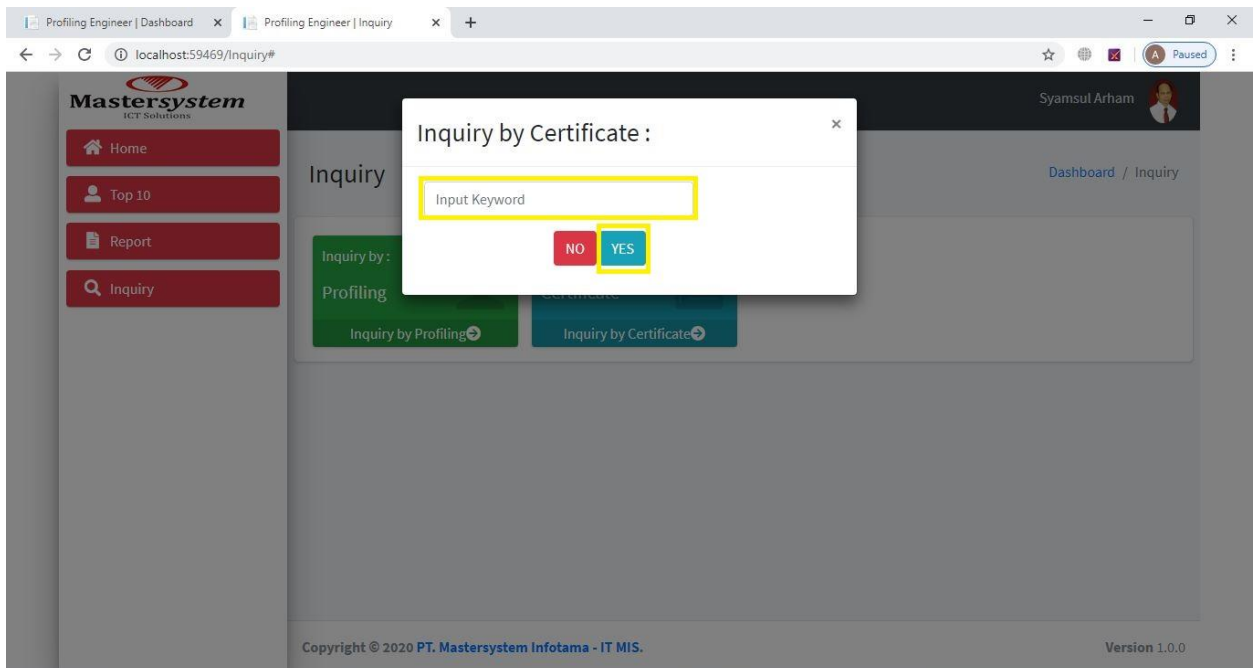 Profiling Engineer | Dashboard
Profiling Engineer | Inquiry
localhost:59469/Inquiry#
A Paused
Mastersystem
ICT Solutions
Syamsul Arham
Home
Top 10
Report
Inquiry
Inquiry
Dashboard / Inquiry
Inquiry by Certificate :
×
Input Keyword
NO YES
Inquiry by :
Profiling
Certificate
Inquiry by Profiling
Inquiry by Certificate
Copyright © 2020 PT. Mastersystem Infotama - IT MIS.
Version 1.0.0